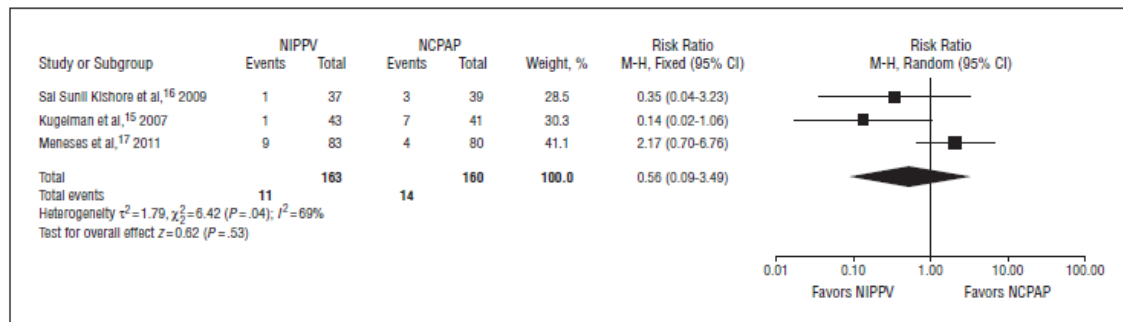 NIPPV NCPAP Risk Ratio Risk Ratio
Study or Subgroup Events Total Events Total Weight, % M-H, Fixed (95% CI) M-H, Random (95% CI)
Sai Sunil Kishore et al,16 2009 1 37 3 39 28.5 0.35 (0.04-3.23)
Kugelman et al,15 2007 1 43 7 41 30.3 0.14 (0.02-1.06)
Meneses et al,17 2011 9 83 4 80 41.1 2.17 (0.70-6.76)
Total 163 160 100.0 0.56 (0.09-3.49)
Total events 11 14
Heterogeneity τ2=1.79, χ22=6.42 (P=.04); I2=69%
Test for overall effect z=0.62 (P=.53)
0.01 0.10 1.00 10.00 100.00
Favors NIPPV Favors NCPAP